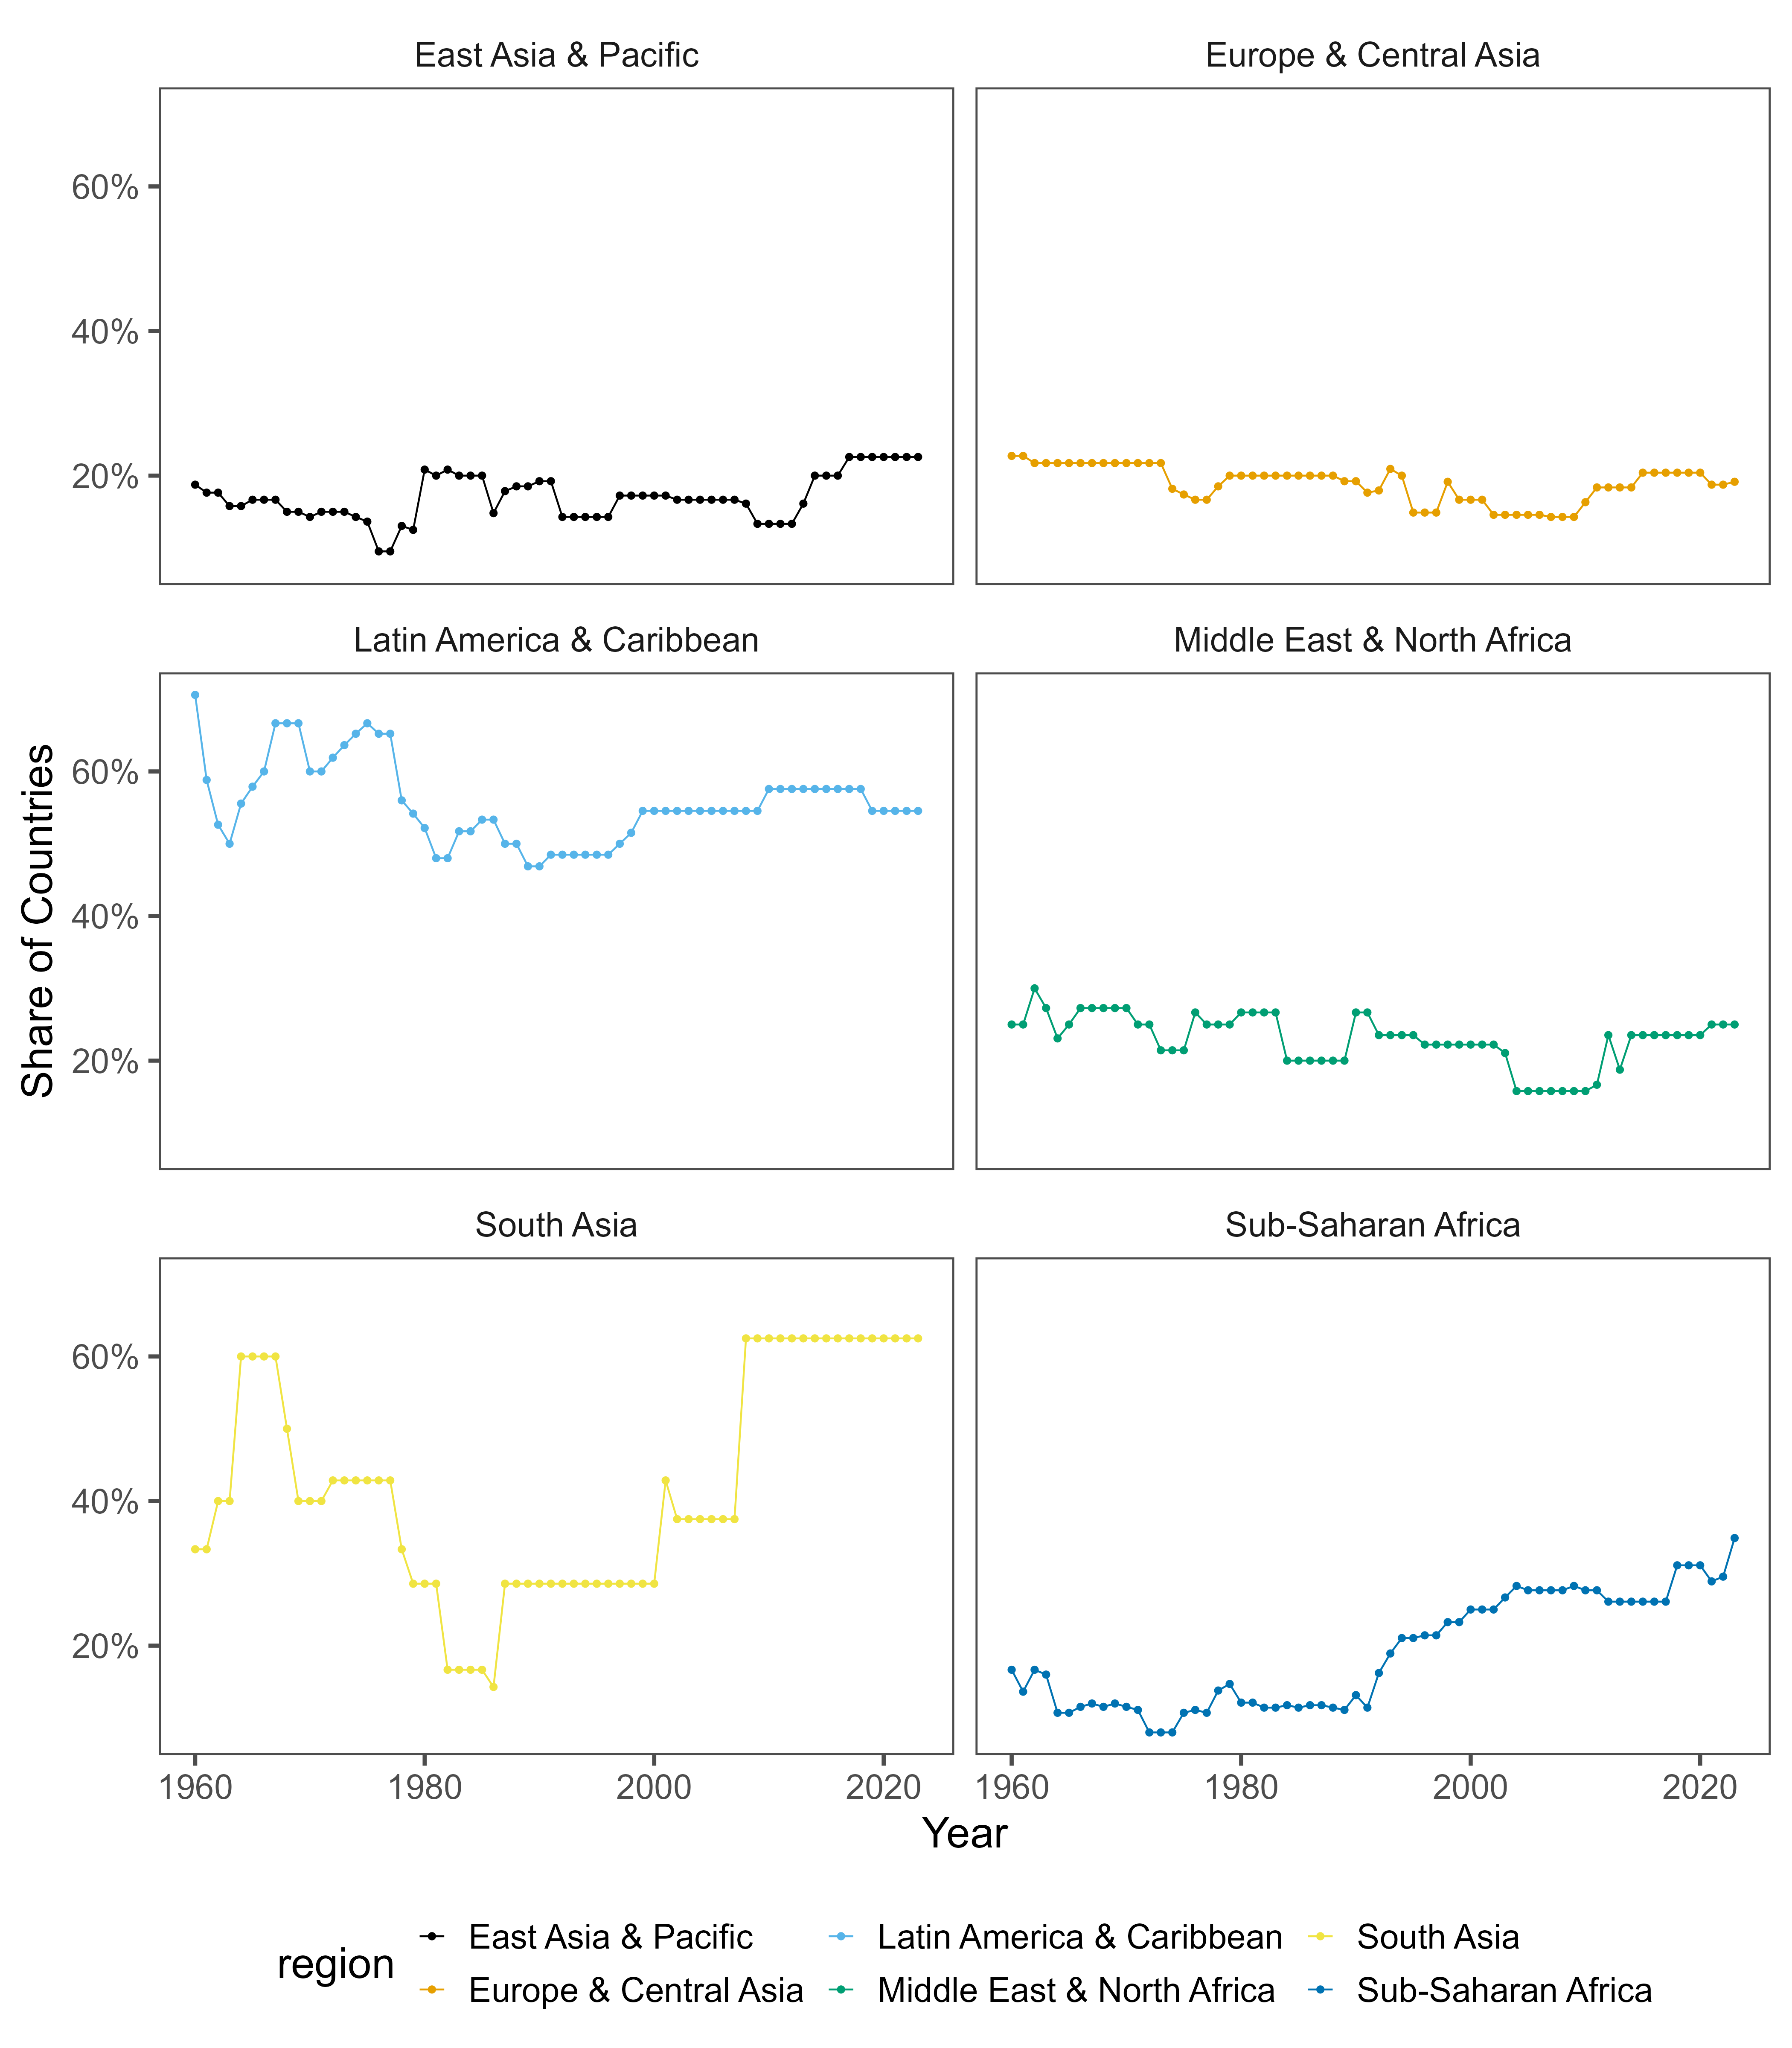 East Asia & Pacific
Europe & Central Asia
60%
40%
20%
Latin America & Caribbean
Middle East & North Africa
60%
40%
20%
Share of Countries
South Asia
Sub-Saharan Africa
60%
40%
20%
1960 1980 2000 2020 1960 1980 2000 2020
Year
region
East Asia & Pacific Latin America & Caribbean South Asia
Europe & Central Asia Middle East & North Africa Sub-Saharan Africa